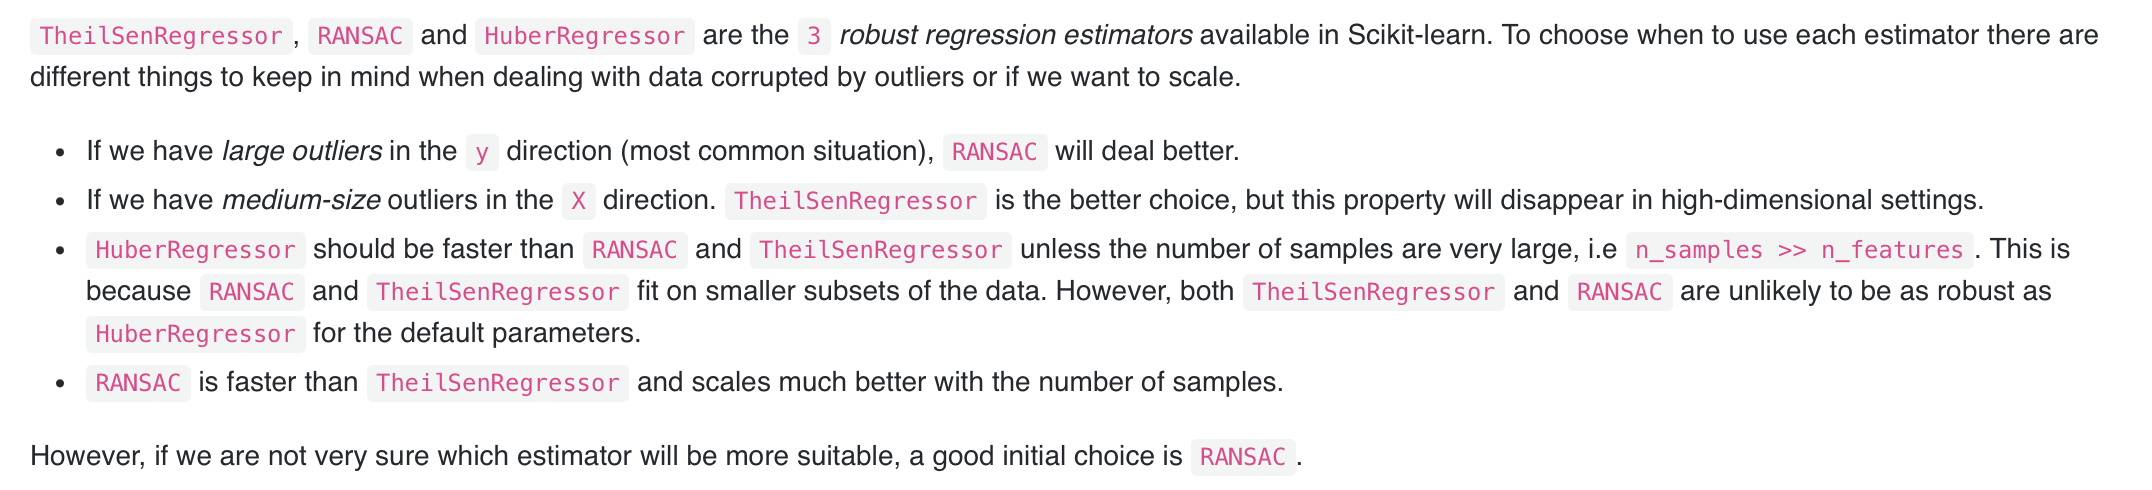 TheilSenRegressor, RANSAC and HuberRegressor are the 3 robust regression estimators available in Scikit-learn. To choose when to use each estimator there are
different things to keep in mind when dealing with data corrupted by outliers or if we want to scale.
• If we have large outliers in the y direction (most common situation), RANSAC will deal better.
• If we have medium-size outliers in the X direction. TheilSenRegressor is the better choice, but this property will disappear in high-dimensional settings.
• HuberRegressor should be faster than RANSAC and TheilSenRegressor unless the number of samples are very large, i.e n_samples >> n_features. This is
because RANSAC and TheilSenRegressor fit on smaller subsets of the data. However, both TheilSenRegressor and RANSAC are unlikely to be as robust as
HuberRegressor for the default parameters.
• RANSAC is faster than TheilSenRegressor and scales much better with the number of samples.
However, if we are not very sure which estimator will be more suitable, a good initial choice is RANSAC.